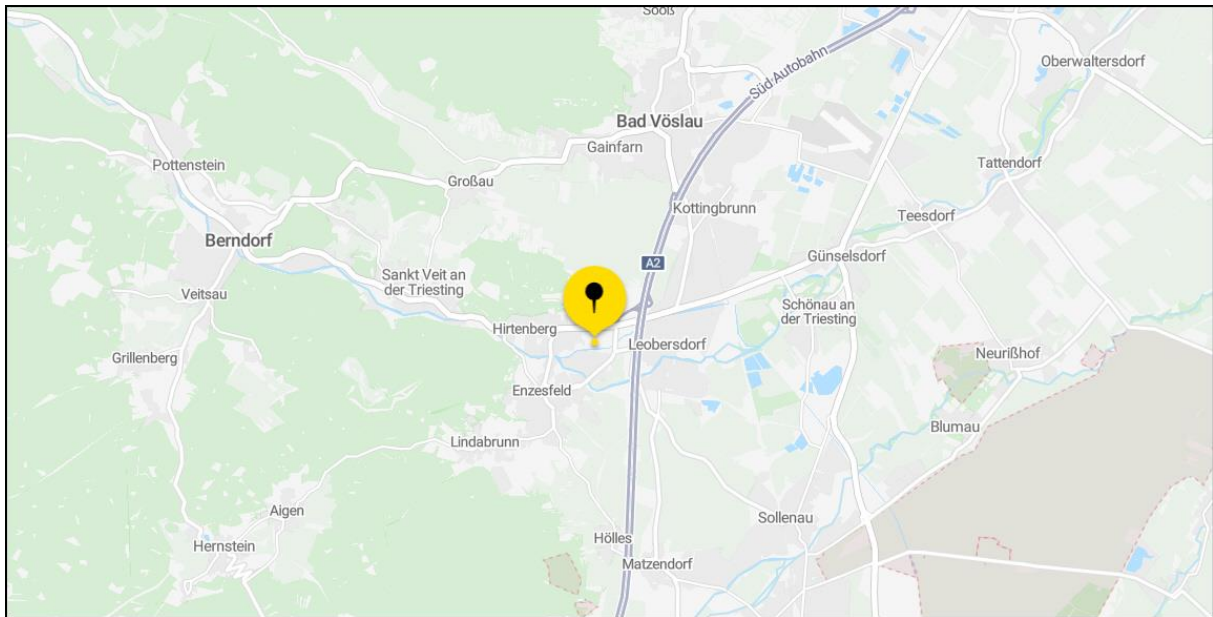 Sooß
Oberwaltersdorf
Süd Autobahn
Bad Vöslau
Gainfarn
Tattendorf
Pottenstein
Großau
Kottingbrunn
Teesdorf
Berndorf
Günselsdorf
A2
Sankt Veit an
der Triesting
Veitsau
Schönau an
der Triesting
Hirtenberg
Leobersdorf
Neurißhof
Grillenberg
Enzesfeld
Blumau
Lindabrunn
Aigen
Sollenau
Hernstein
Hölles
Matzendorf